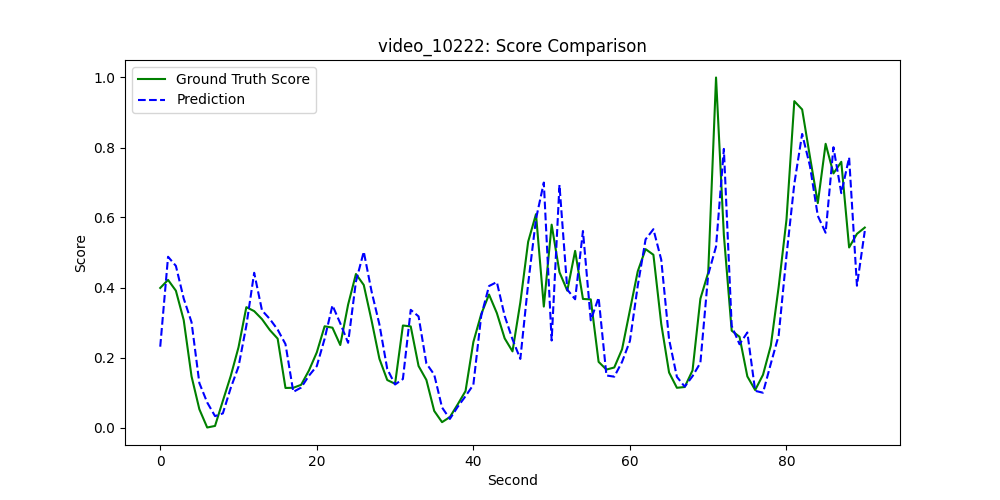 video_10222: Score Comparison
Ground Truth Score
Prediction
1.0
0.8
0.6
0.4
0.2
0.0
Score
0 20 40 60 80
Second